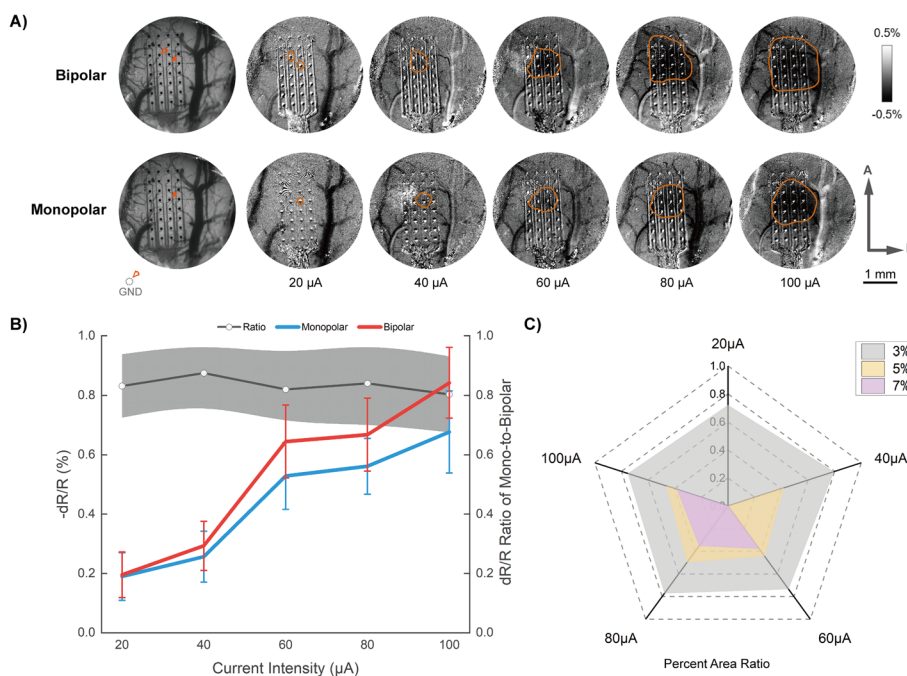 A)
Bipolar
0.5%
-0.5%
Monopolar
A
GND
20 µA
40 µA
60 µA
80 µA
100 µA
1 mm
B)
Ratio
Monopolar
Bipolar
1.0
0.8
0.6
0.4
0.2
0.0
-dR/R (%)
1.0
0.8
0.6
0.4
0.2
0.0
dR/R Ratio of Mono-to-Bipolar
20
40
60
80
100
Current Intensity (µA)
C)
3%
5%
7%
20µA
1.0
0.8
0.6
0.4
0.2
0.0
100µA
40µA
80µA
60µA
Percent Area Ratio